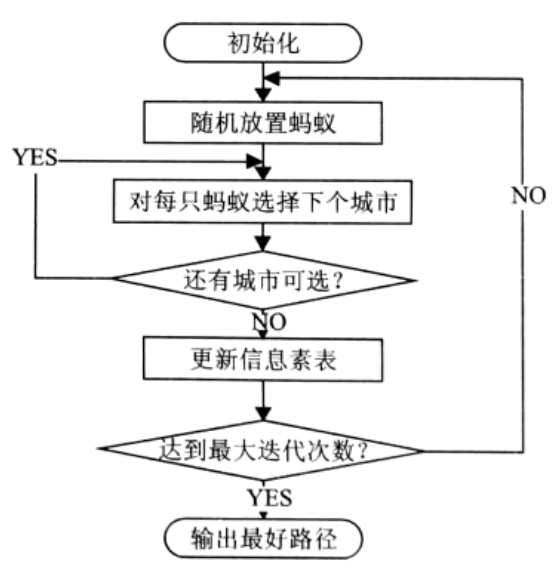 初始化
随机放置蚂蚁
YES
对每只蚂蚁选择下个城市
NO
还有城市可选？
NO
更新信息素表
达到最大迭代次数？
YES
输出最好路径